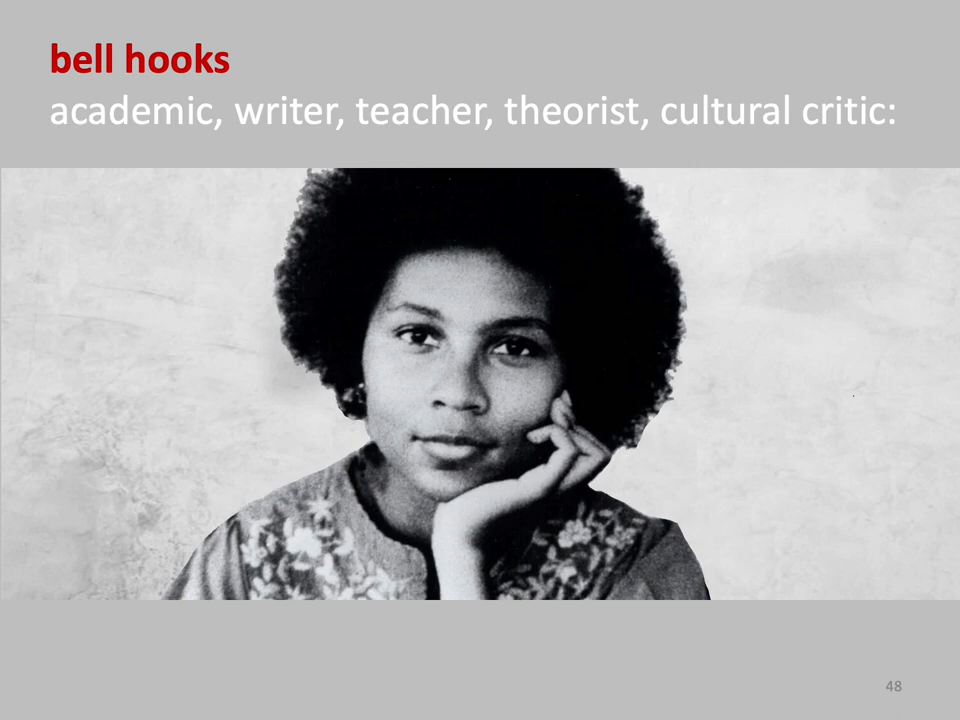 bell hooks
academic, writer, teacher, theorist, cultural critic:
48